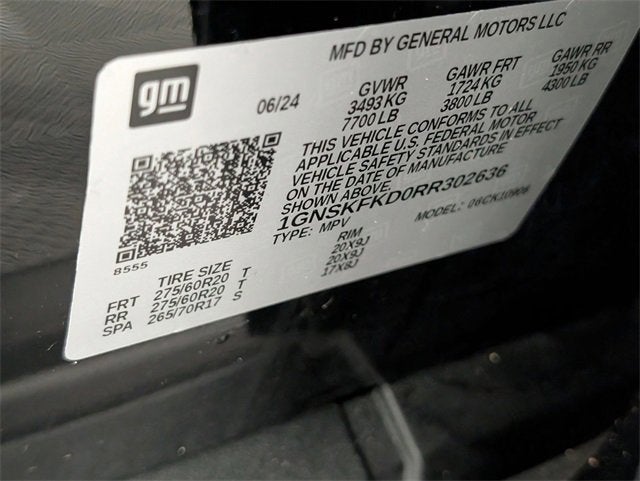 MFD BY GENERAL MOTORS LLC
gm
06/24
GVWR GAWR FRT GAWR RR
3493 KG 1724 KG 1950 KG
7700 LB 3800 LB 4300 LB
THIS VEHICLE CONFORMS TO ALL
APPLICABLE U.S. FEDERAL MOTOR
VEHICLE SAFETY STANDARDS IN EFFECT
ON THE DATE OF MANUFACTURE
SHOWN ABOVE.
1GNSKFKD0RR302636
TYPE: MPV MODEL: 06CK10906
8555
TIRE SIZE RIM
FRT 275/60R20 T 20X9J
RR 275/60R20 T 20X9J
SPA 265/70R17 S 17X8J